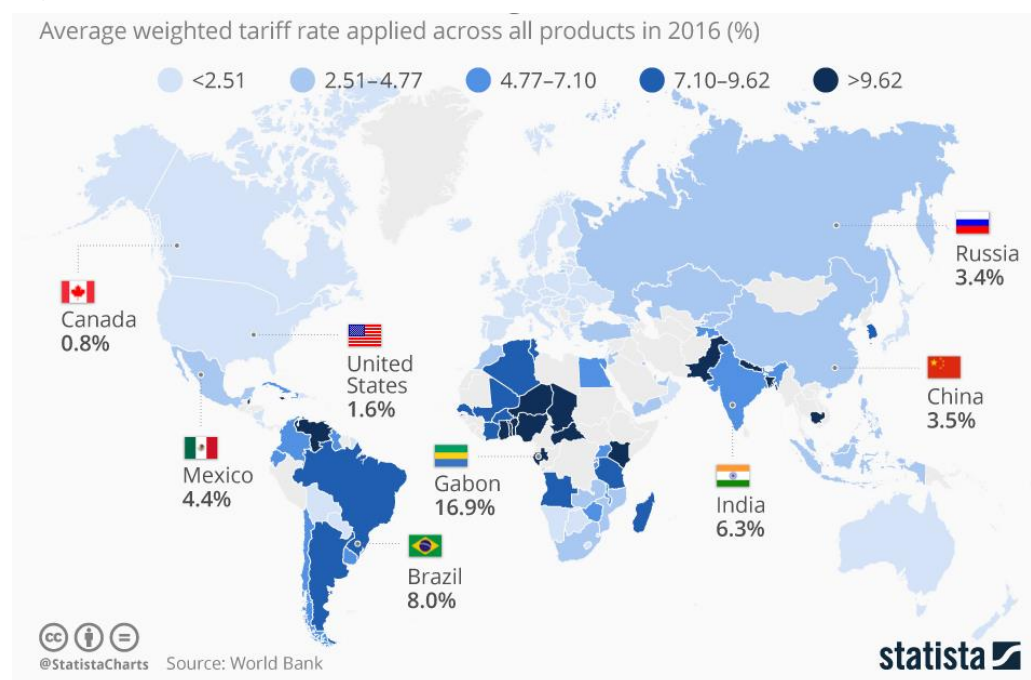 Average weighted tariff rate applied across all products in 2016 (%)
<2.51
2.51–4.77
4.77–7.10
7.10–9.62
>9.62
Russia
3.4%
Canada
0.8%
United
States
1.6%
China
3.5%
Mexico
4.4%
Gabon
16.9%
India
6.3%
Brazil
8.0%
cc
@StatistaCharts Source: World Bank
statista